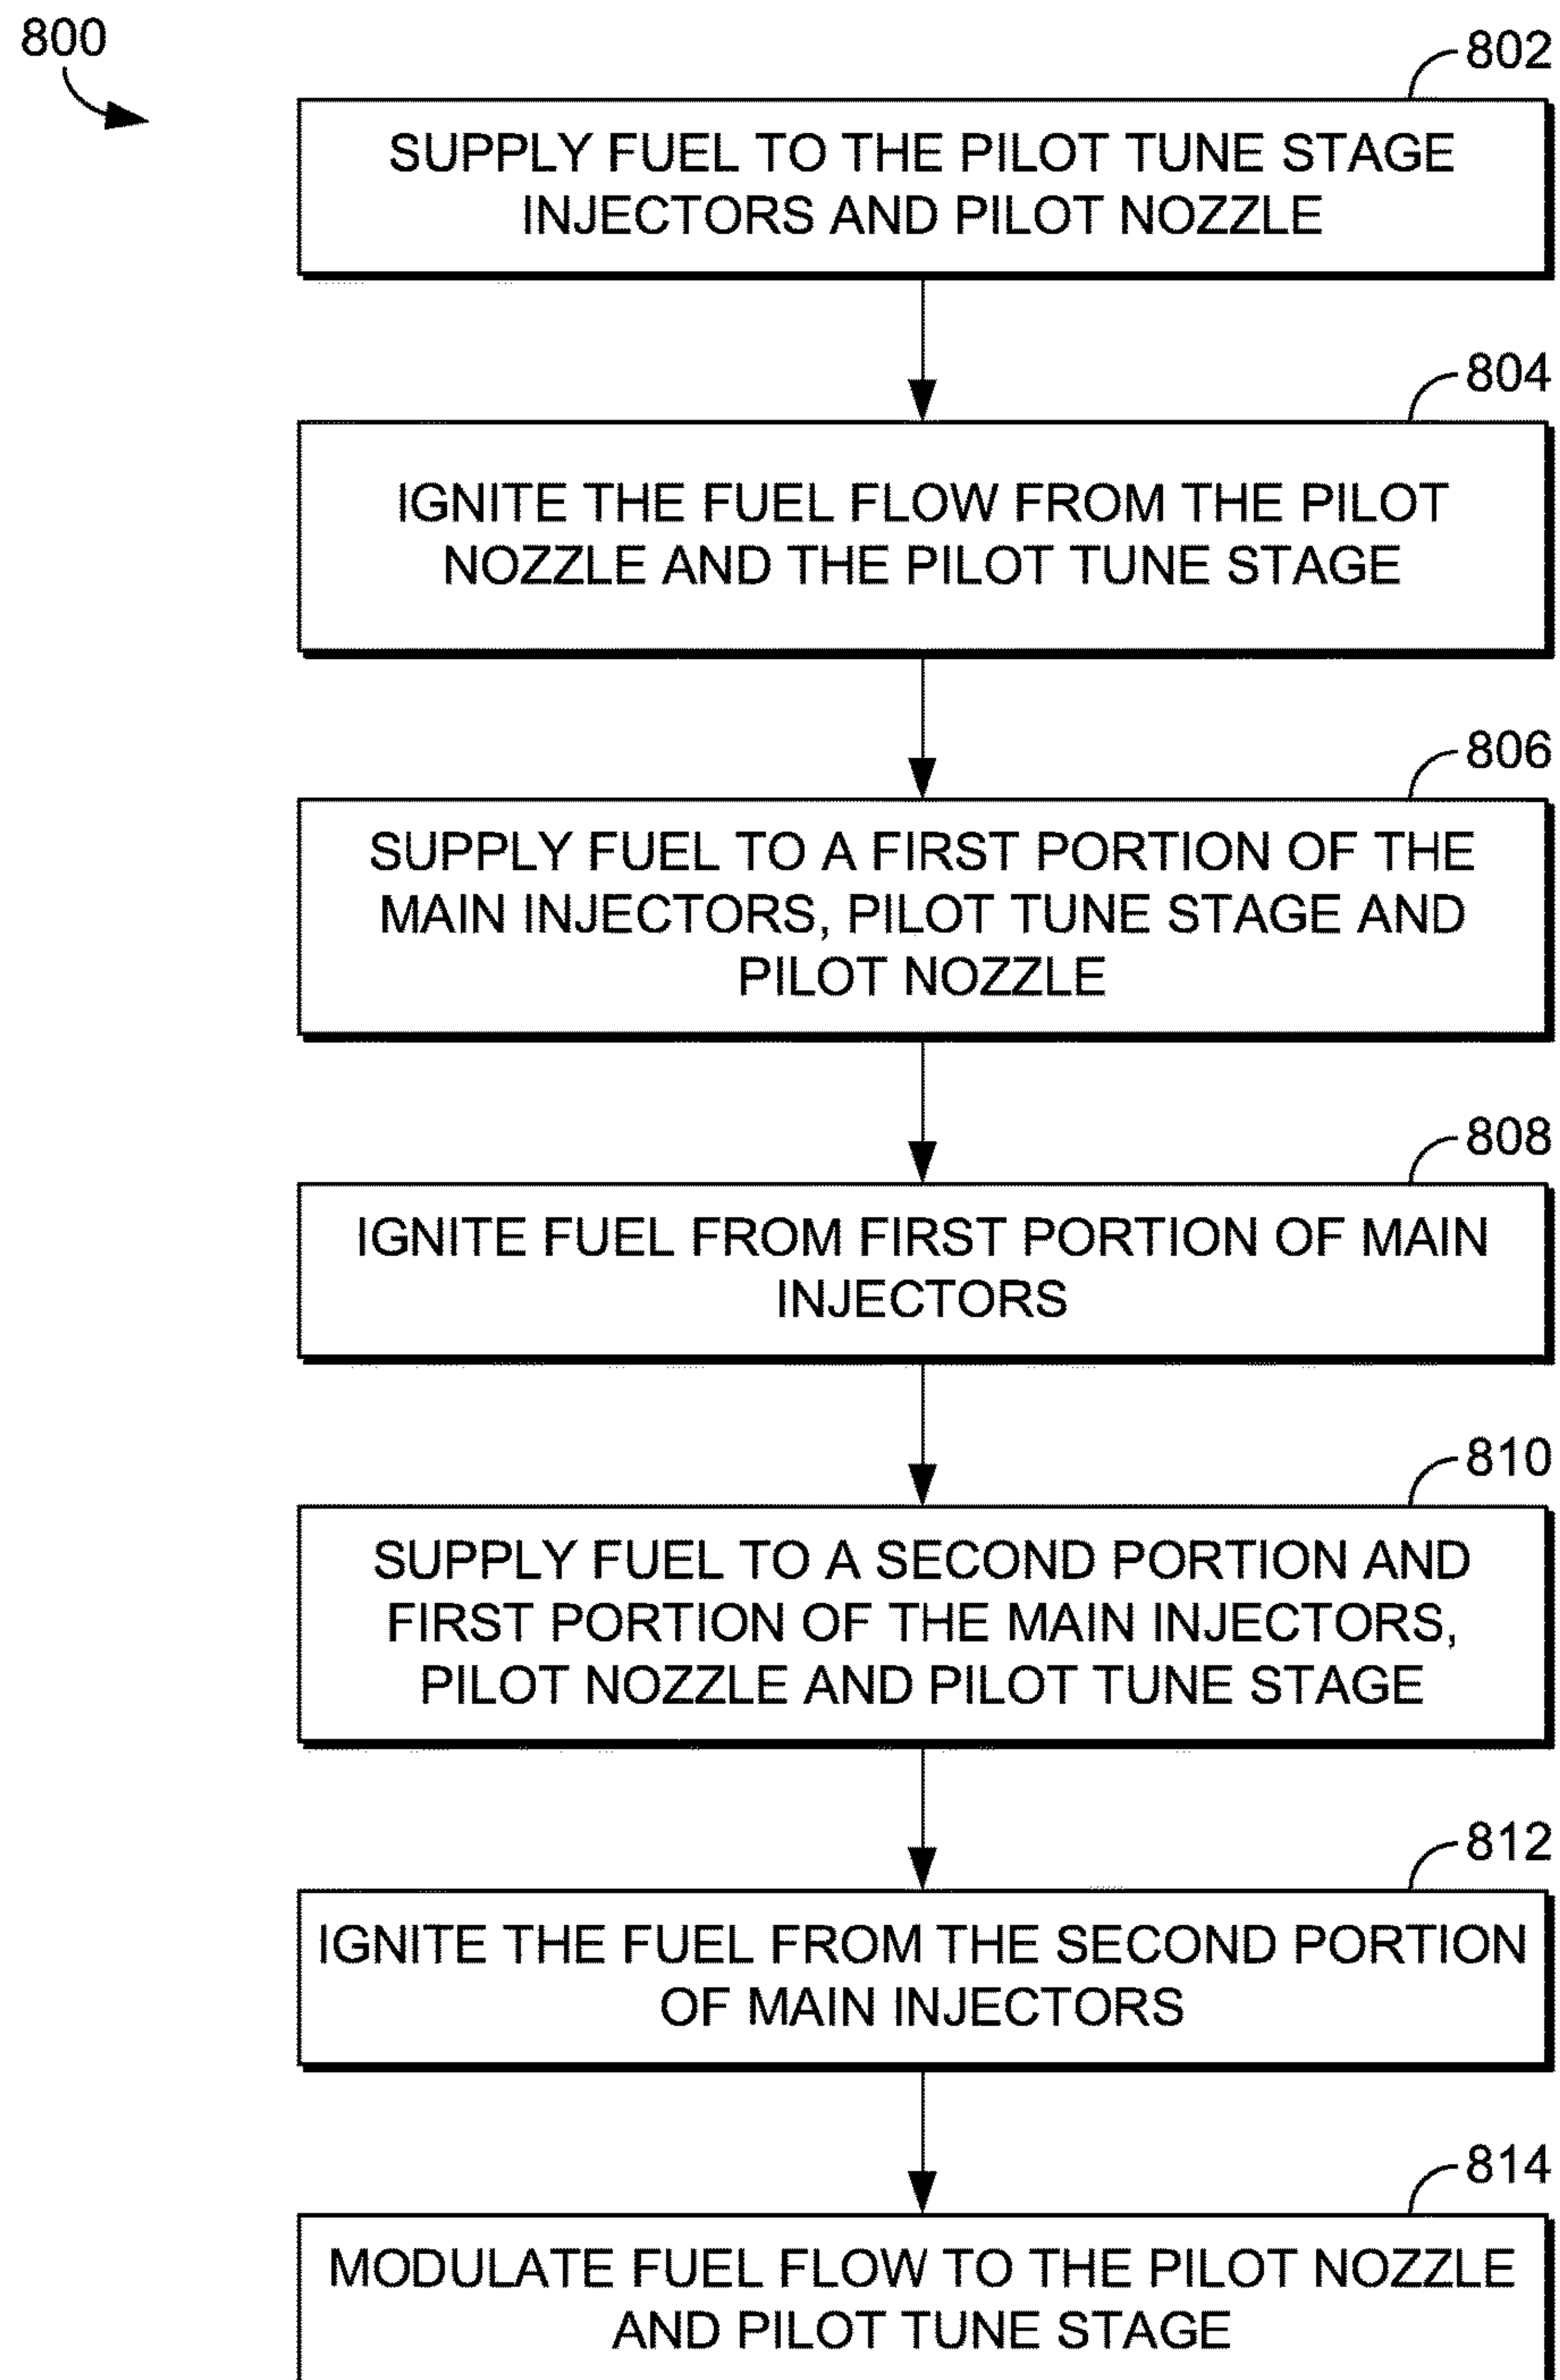 800
802
SUPPLY FUEL TO THE PILOT TUNE STAGE
INJECTORS AND PILOT NOZZLE
804
IGNITE THE FUEL FLOW FROM THE PILOT
NOZZLE AND THE PILOT TUNE STAGE
806
SUPPLY FUEL TO A FIRST PORTION OF THE
MAIN INJECTORS, PILOT TUNE STAGE AND
PILOT NOZZLE
808
IGNITE FUEL FROM FIRST PORTION OF MAIN
INJECTORS
810
SUPPLY FUEL TO A SECOND PORTION AND
FIRST PORTION OF THE MAIN INJECTORS,
PILOT NOZZLE AND PILOT TUNE STAGE
812
IGNITE THE FUEL FROM THE SECOND PORTION
OF MAIN INJECTORS
814
MODULATE FUEL FLOW TO THE PILOT NOZZLE
AND PILOT TUNE STAGE